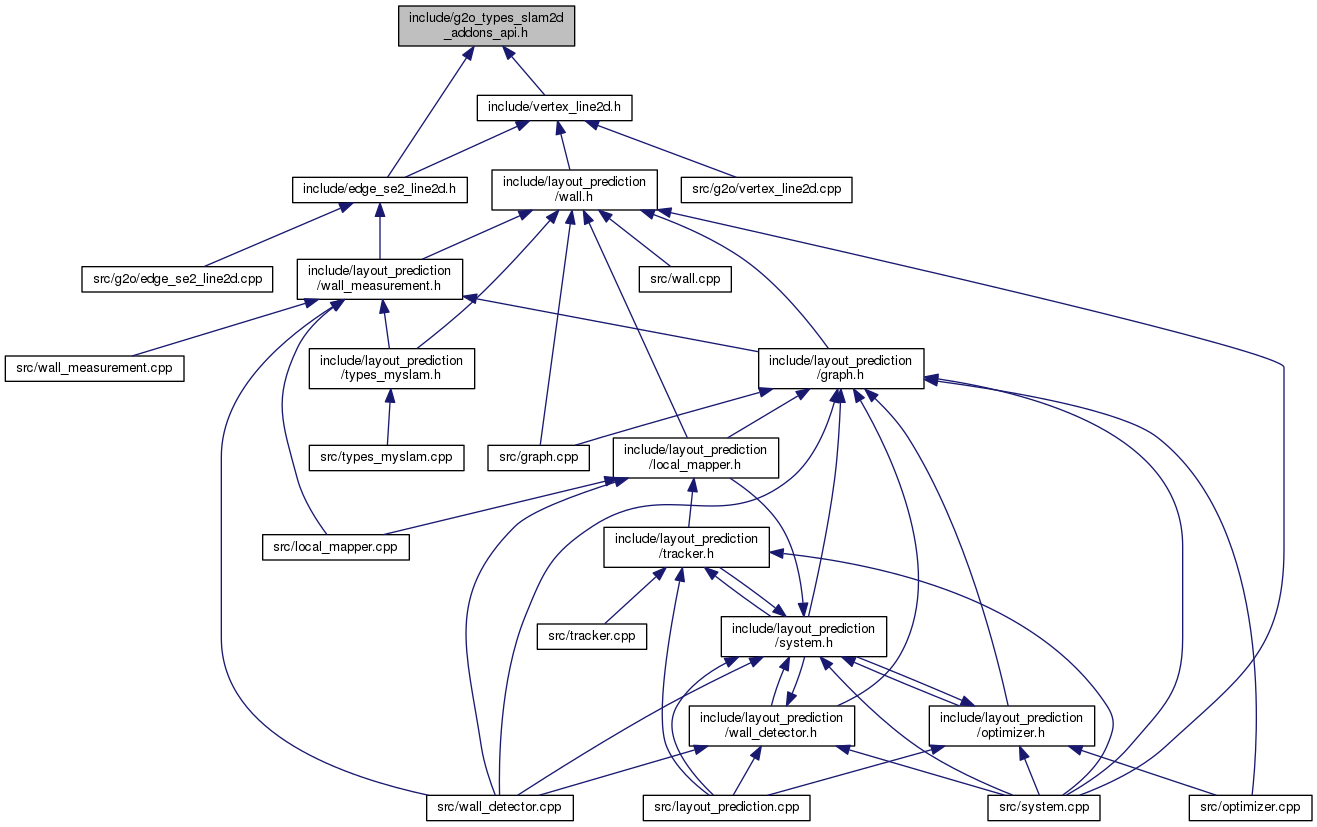 include/g2o_types_slam2d
_addons_api.h
include/vertex_line2d.h
include/edge_se2_line2d.h
include/layout_prediction
/wall.h
src/g2o/vertex_line2d.cpp
src/g2o/edge_se2_line2d.cpp
include/layout_prediction
/wall_measurement.h
src/wall.cpp
src/wall_measurement.cpp
include/layout_prediction
/types_myslam.h
include/layout_prediction
/graph.h
src/types_myslam.cpp
src/graph.cpp
include/layout_prediction
/local_mapper.h
src/local_mapper.cpp
include/layout_prediction
/tracker.h
src/tracker.cpp
include/layout_prediction
/system.h
include/layout_prediction
/wall_detector.h
include/layout_prediction
/optimizer.h
src/wall_detector.cpp
src/layout_prediction.cpp
src/system.cpp
src/optimizer.cpp